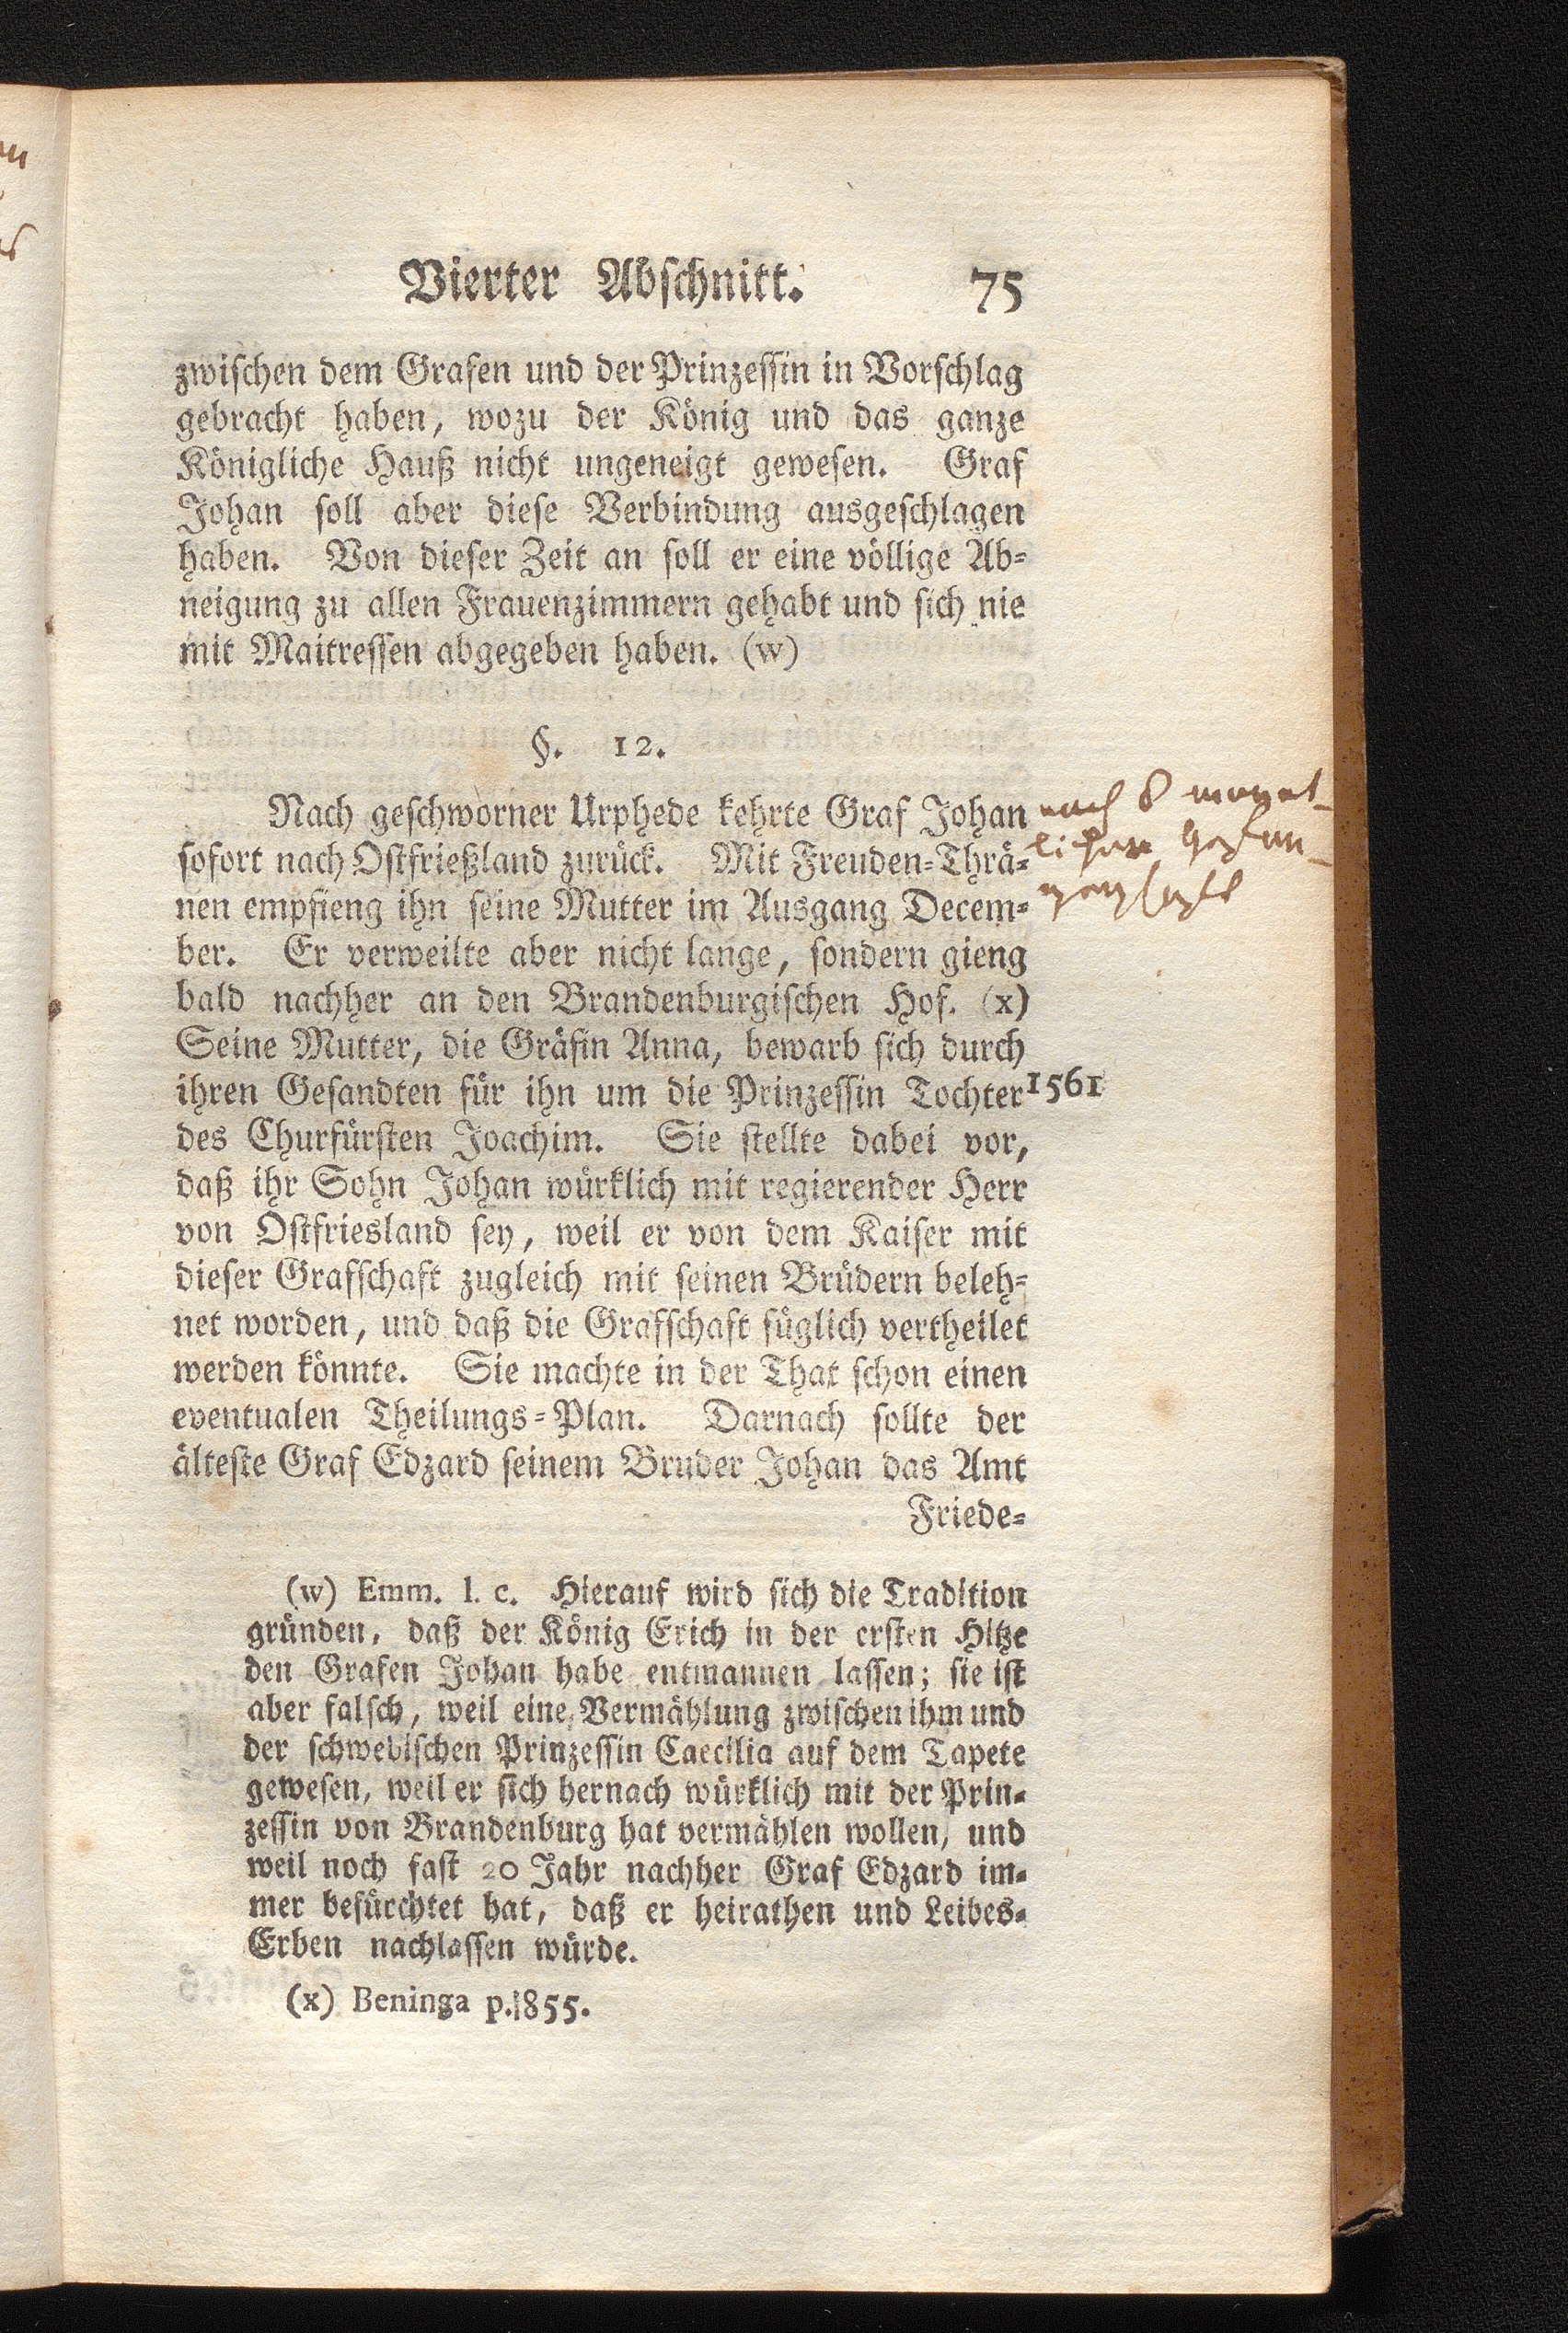 Vierter Abschnitt. 75
zwischen dem Grafen und der Prinzessin in Vorschlag
gebracht haben, wozu der König und das ganze
Königliche Hauß nicht ungeneigt gewesen. Graf
Johan soll aber diese Verbindung ausgeschlagen
haben. Von dieser Zeit an soll er eine völlige Ab-
neigung zu allen Frauenzimmern gehabt und sich nie
mit Maitressen abgegeben haben. (w)
§. 12.
Nach geschworner Urphede kehrte Graf Johan
sofort nach Ostfrießland zurück. Mit Freuden-Thrä-
nen empfieng ihn seine Mutter im Ausgang Decem-
ber. Er verweilte aber nicht lange, sondern gieng
bald nachher an den Brandenburgischen Hof. (x)
Seine Mutter, die Gräfin Anna, bewarb sich durch
ihren Gesandten für ihn um die Prinzessin Tochter
des Churfürsten Joachim. Sie stellte dabei vor,
daß ihr Sohn Johan würklich mit regierender Herr
von Ostfriesland sey, weil er von dem Kaiser mit
dieser Grafschaft zugleich mit seinen Brüdern beleh-
net worden, und daß die Grafschaft füglich vertheilet
werden könnte. Sie machte in der That schon einen
eventualen Theilungs-Plan. Darnach sollte der
älteste Graf Edzard seinem Bruder Johan das Amt
Friede-
nach 8 monat-
licher Gefan-
genschaft
1561
(w) Emm. l. c. Hierauf wird sich die Tradition
gründen, daß der König Erich in der ersten Hitze
den Grafen Johan habe entmannen lassen; sie ist
aber falsch, weil eine Vermählung zwischen ihm und
der schwedischen Prinzessin Caecilia auf dem Tapete
gewesen, weil er sich hernach würklich mit der Prin-
zessin von Brandenburg hat vermählen wollen, und
weil noch fast 20 Jahr nachher Graf Edzard im-
mer befürchtet hat, daß er heirathen und Leibes-
Erben nachlassen würde.
(x) Beninga p. 855.